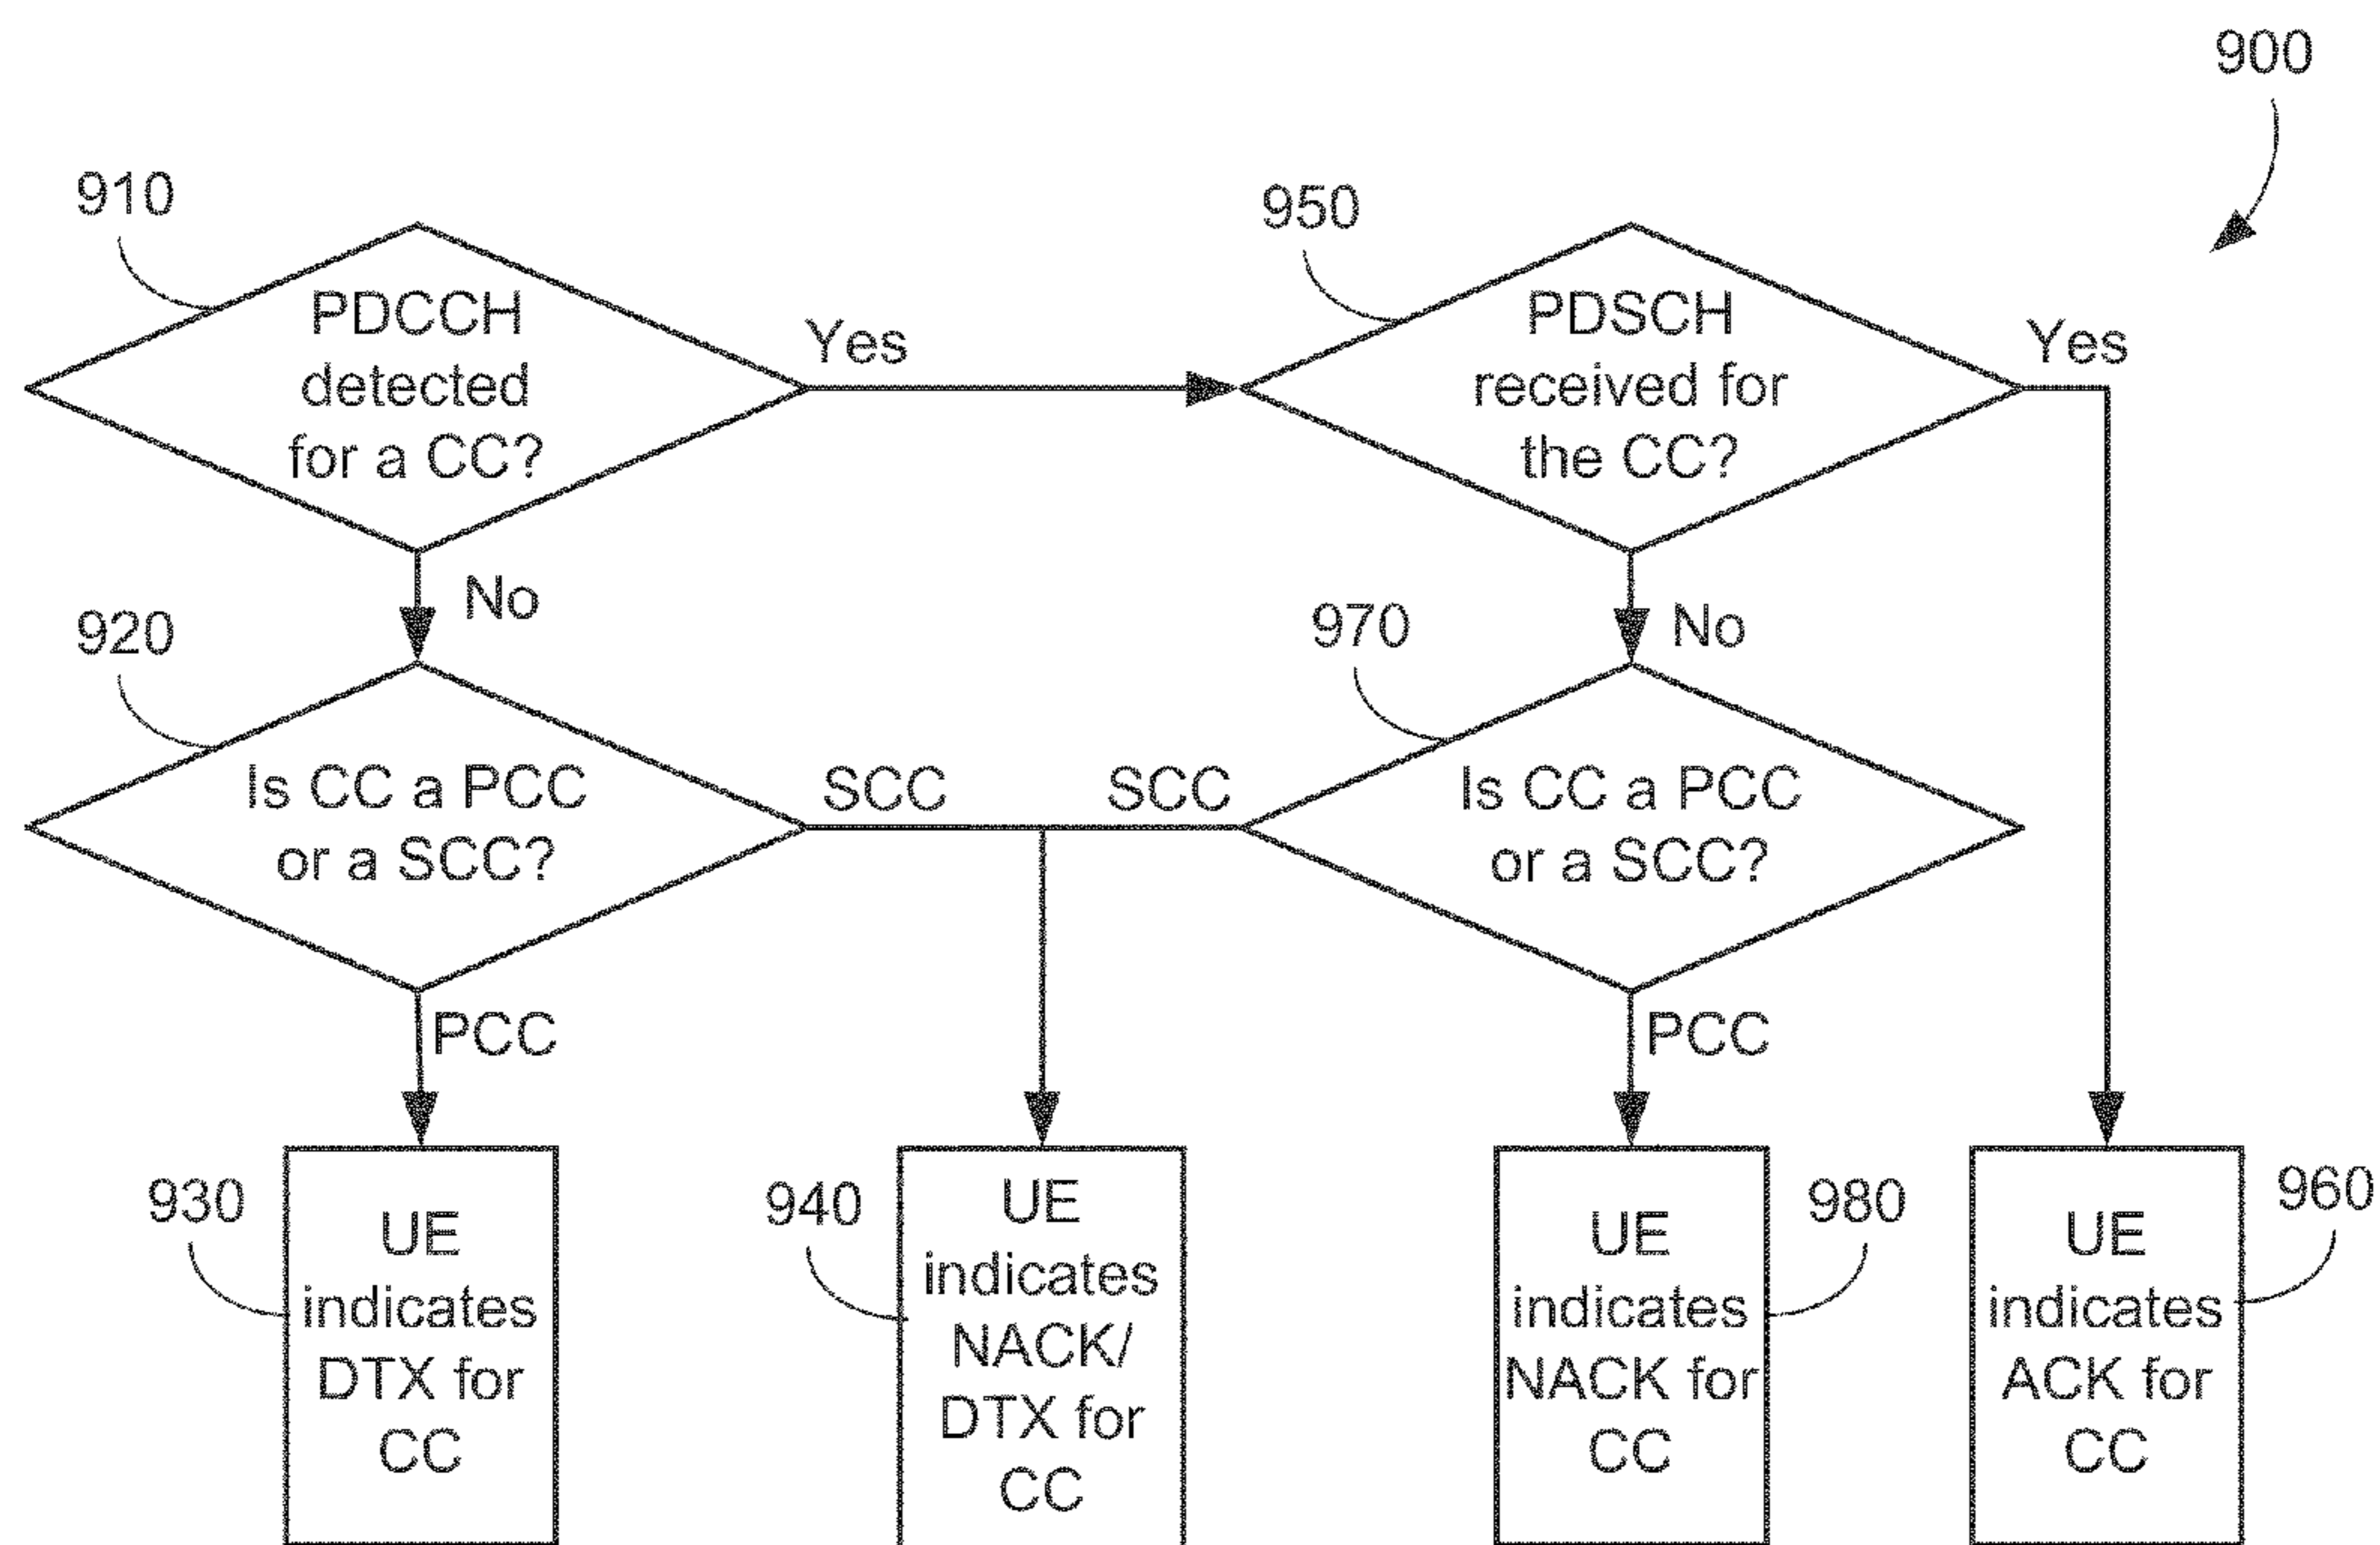 900
910
PDCCH
detected
for a CC?
Yes
950
PDSCH
received for
the CC?
Yes
No
No
920
Is CC a PCC
or a SCC?
SCC
SCC
970
Is CC a PCC
or a SCC?
PCC
PCC
930
UE
indicates
DTX for
CC
940
UE
indicates
NACK/
DTX for
CC
UE
indicates
NACK for
CC
980
UE
indicates
ACK for
CC
960